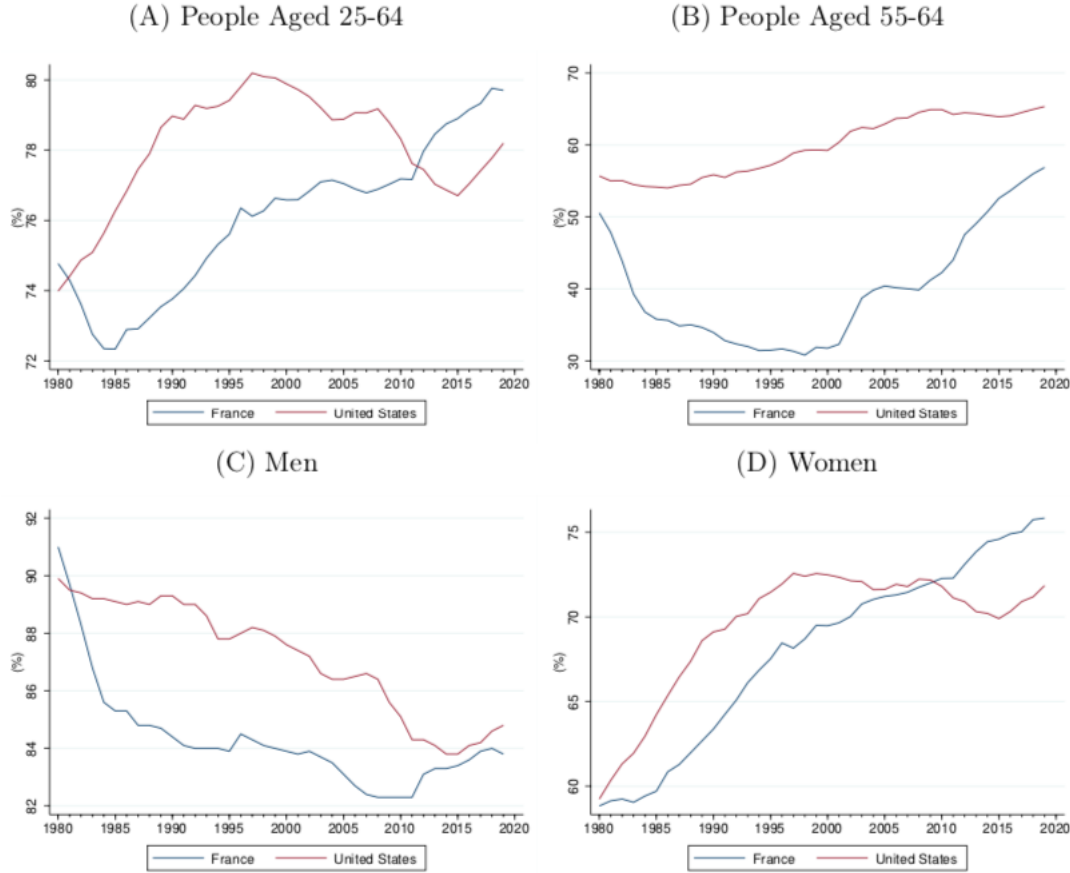 (A) People Aged 25-64
(%)
80
78
76
74
72
1980 1985 1990 1995 2000 2005 2010 2015 2020
France United States
(B) People Aged 55-64
(%)
70
60
50
40
30
1980 1985 1990 1995 2000 2005 2010 2015 2020
France United States
(C) Men
(%)
92
90
88
86
84
82
1980 1985 1990 1995 2000 2005 2010 2015 2020
France United States
(D) Women
(%)
75
70
65
60
1980 1985 1990 1995 2000 2005 2010 2015 2020
France United States